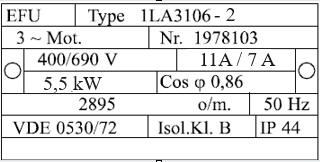 EFU Type 1LA3106-2
3 ~ Mot. Nr. 1978103
400/690 V 11A / 7 A
5,5 kW Cos φ 0,86
2895 o/m. 50 Hz
VDE 0530/72 Isol.Kl. B IP 44